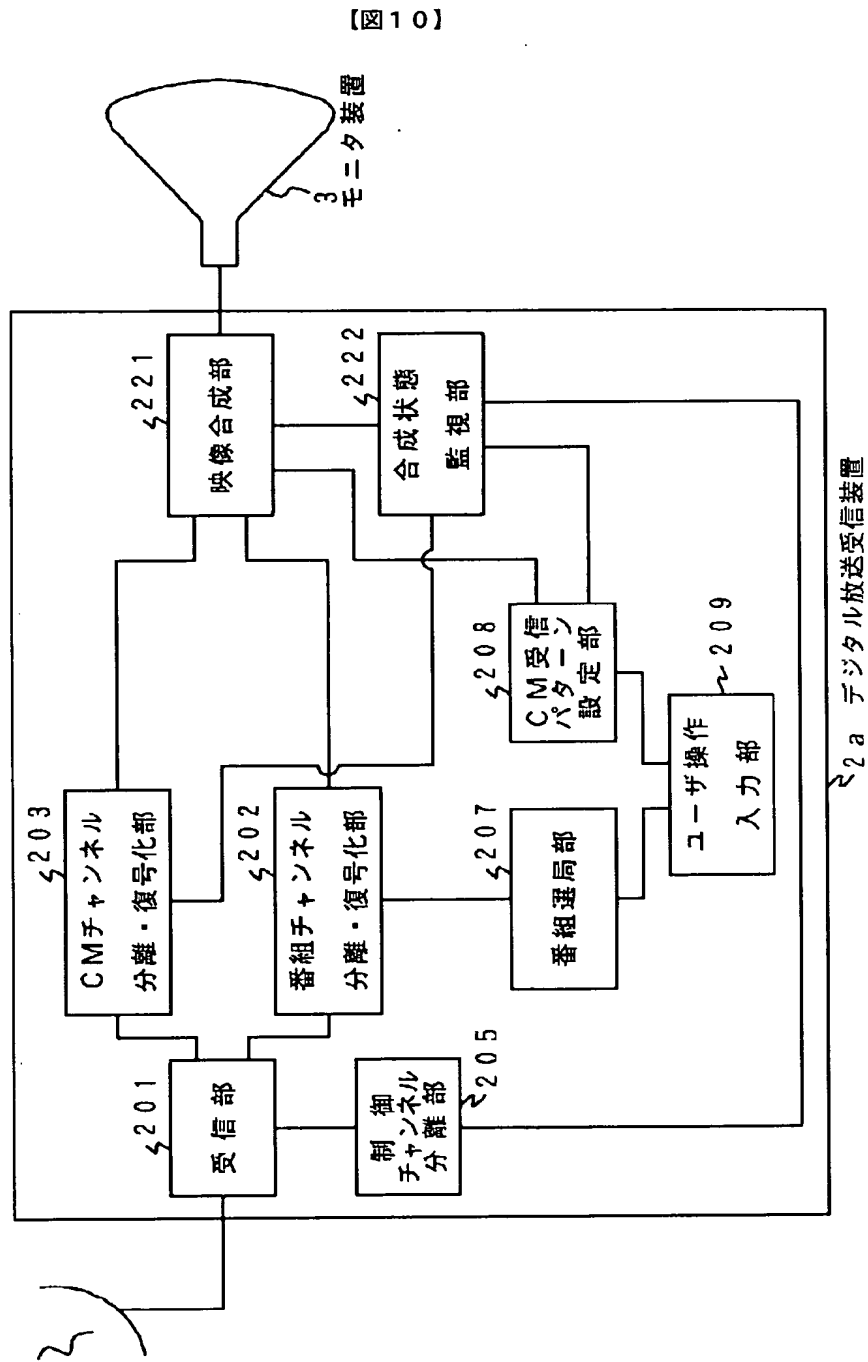 【図10】
3
モニタ装置
221
映像合成部
222
合成状態
監視部
203
CMチャンネル
分離・復号化部
202
番組チャンネル
分離・復号化部
208
CM受信
パターン
設定部
209
ユーザ操作
入力部
207
番組選局部
201
受信部
205
制御
チャンネル
分離部
2a デジタル放送受信装置